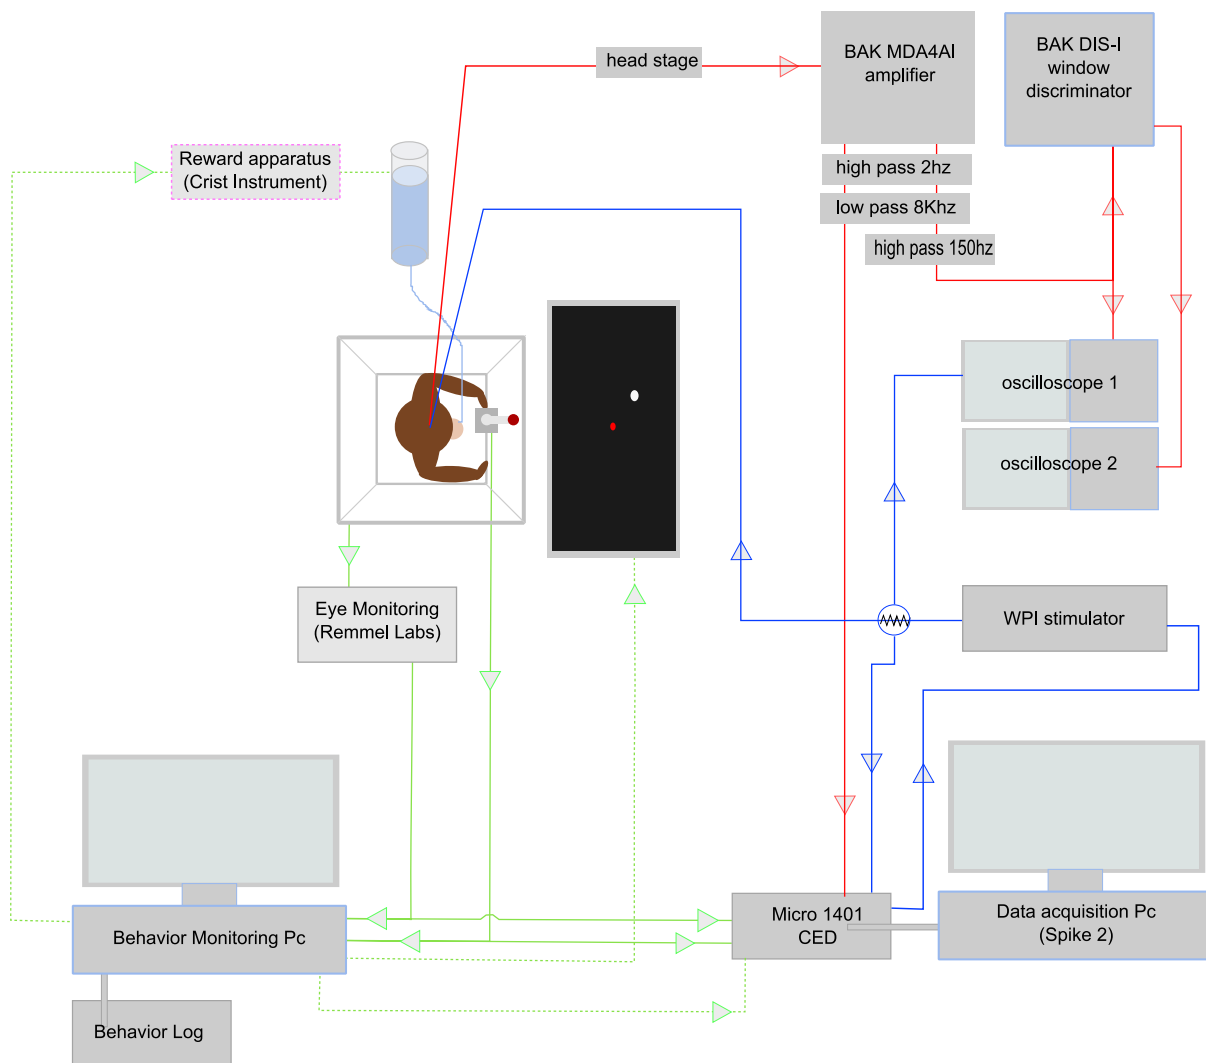 head stage
BAK MDA4AI
amplifier
BAK DIS-I
window
discriminator
Reward apparatus
(Crist Instrument)
high pass 2hz
low pass 8Khz
high pass 150hz
oscilloscope 1
oscilloscope 2
Eye Monitoring
(Remmel Labs)
WPI stimulator
Behavior Monitoring Pc
Micro 1401
CED
Data acquisition Pc
(Spike 2)
Behavior Log